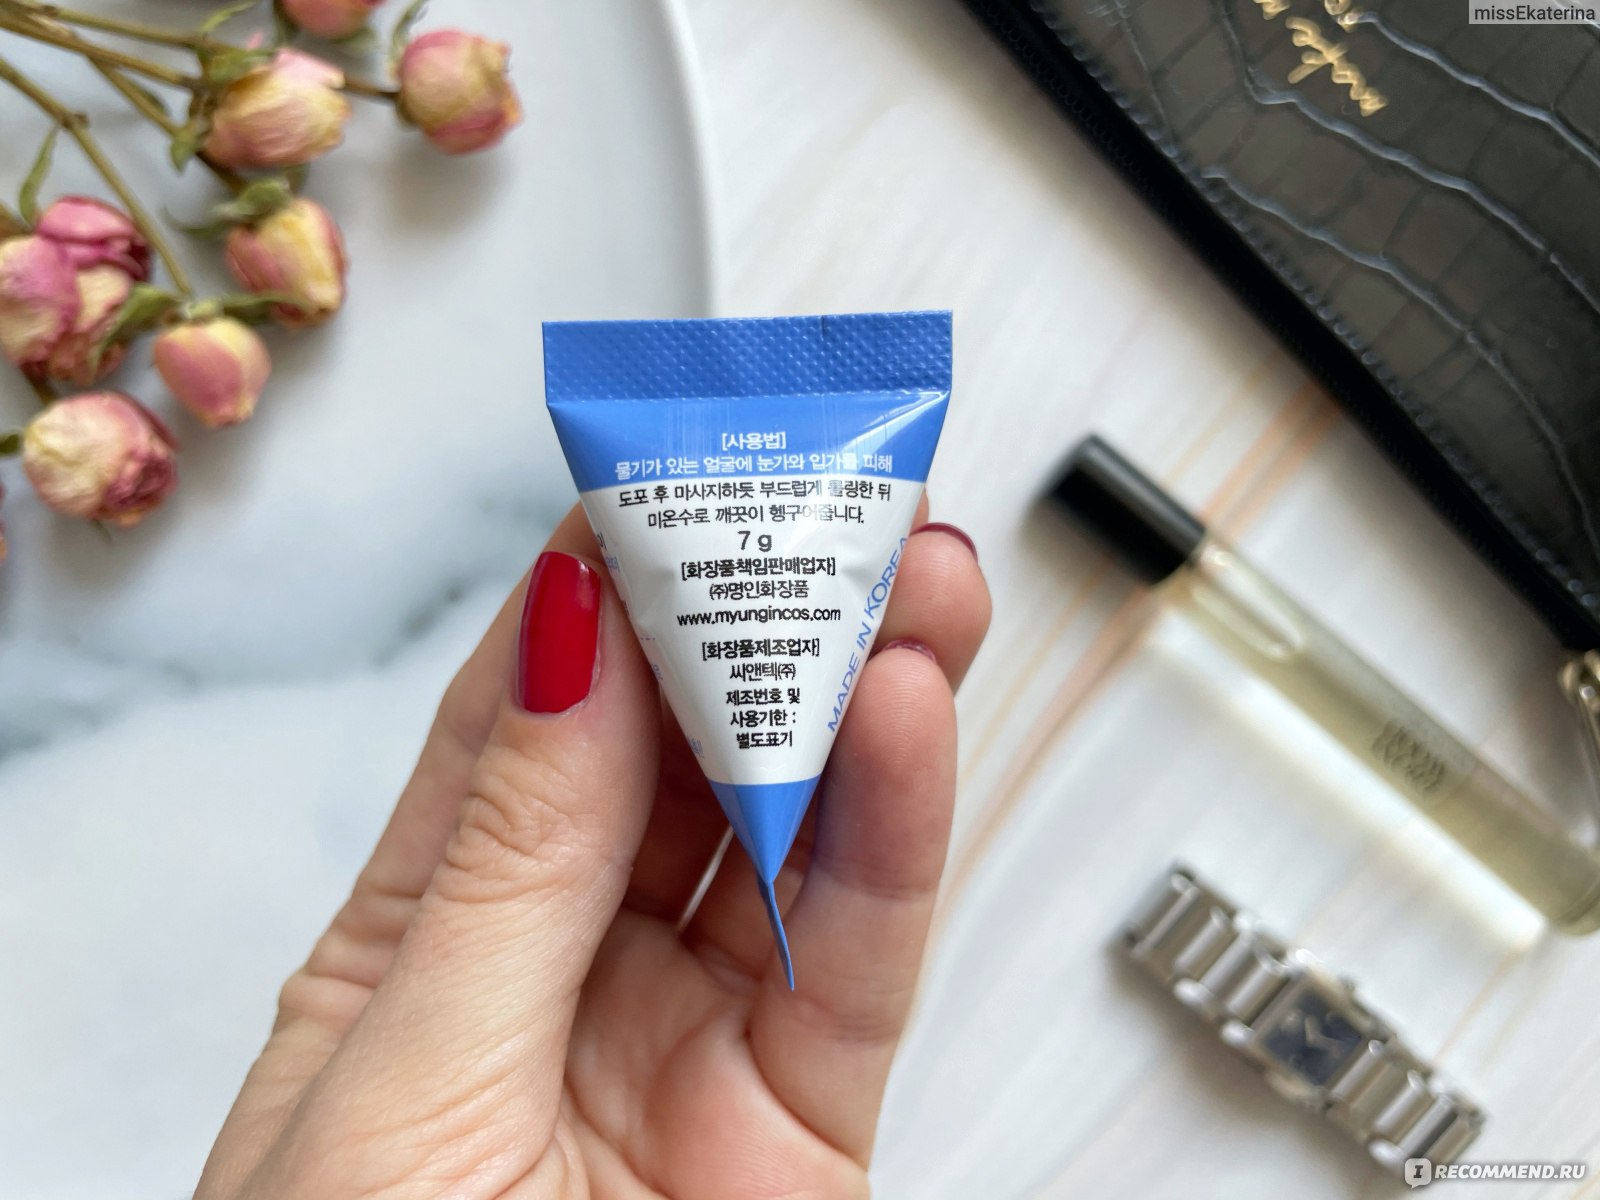 missEkaterina
make
[사용법]
물기가 있는 얼굴에 눈가와 입가를 피해
도포 후 마사지하듯 부드럽게 롤링한 뒤
미온수로 깨끗이 헹구어줍니다.
7 g
[화장품책임판매업자]
㈜명인화장품
www.myungincos.com
[화장품제조업자]
씨앤텍㈜
제조번호 및
사용기한 :
별도표기
MADE IN KOREA
IRECOMMEND.RU